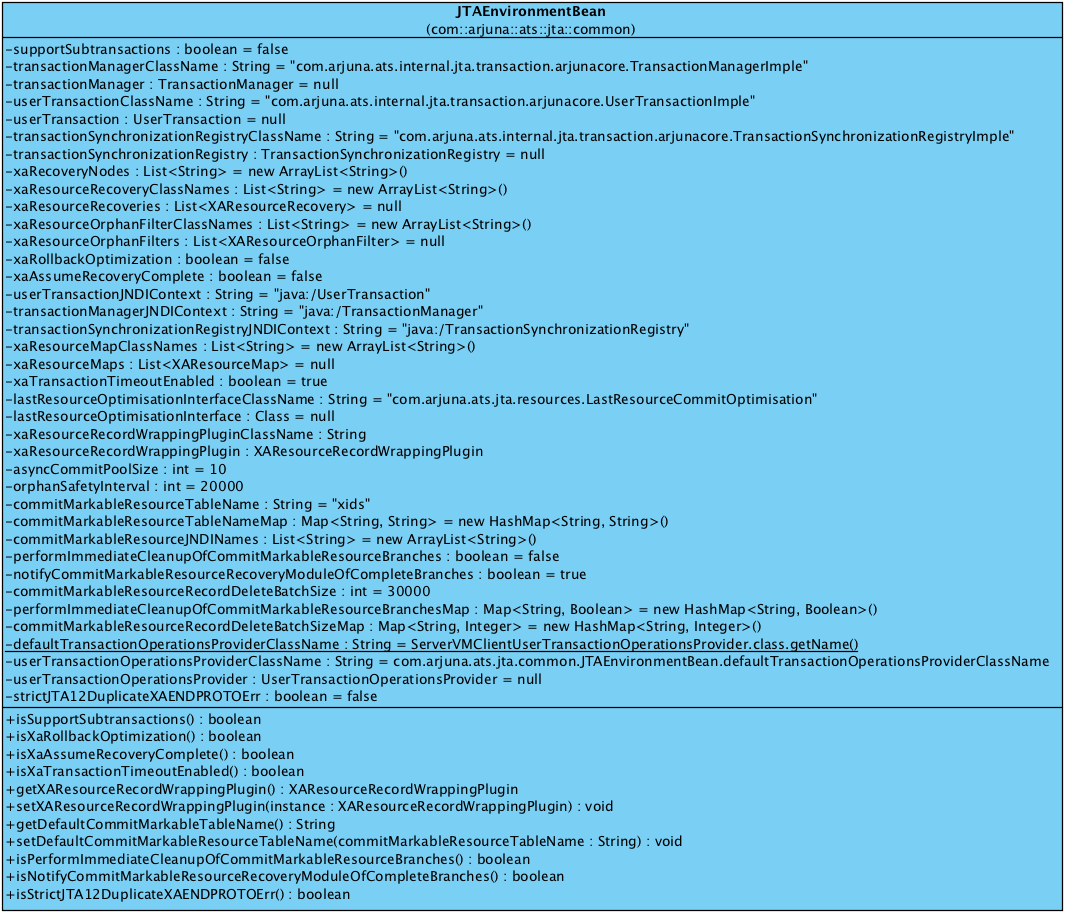 JTAEnvironmentBean
(com::arjuna::ats::jta::common)
-supportSubtransactions : boolean = false
-transactionManagerClassName : String = "com.arjuna.ats.internal.jta.transaction.arjunacore.TransactionManagerImple"
-transactionManager : TransactionManager = null
-userTransactionClassName : String = "com.arjuna.ats.internal.jta.transaction.arjunacore.UserTransactionImple"
-userTransaction : UserTransaction = null
-transactionSynchronizationRegistryClassName : String = "com.arjuna.ats.internal.jta.transaction.arjunacore.TransactionSynchronizationRegistryImple"
-transactionSynchronizationRegistry : TransactionSynchronizationRegistry = null
-xaRecoveryNodes : List<String> = new ArrayList<String>()
-xaResourceRecoveryClassNames : List<String> = new ArrayList<String>()
-xaResourceRecoveries : List<XAResourceRecovery> = null
-xaResourceOrphanFilterClassNames : List<String> = new ArrayList<String>()
-xaResourceOrphanFilters : List<XAResourceOrphanFilter> = null
-xaRollbackOptimization : boolean = false
-xaAssumeRecoveryComplete : boolean = false
-userTransactionJNDIContext : String = "java:/UserTransaction"
-transactionManagerJNDIContext : String = "java:/TransactionManager"
-transactionSynchronizationRegistryJNDIContext : String = "java:/TransactionSynchronizationRegistry"
-xaResourceMapClassNames : List<String> = new ArrayList<String>()
-xaResourceMaps : List<XAResourceMap> = null
-xaTransactionTimeoutEnabled : boolean = true
-lastResourceOptimisationInterfaceClassName : String = "com.arjuna.ats.jta.resources.LastResourceCommitOptimisation"
-lastResourceOptimisationInterface : Class = null
-xaResourceRecordWrappingPluginClassName : String
-xaResourceRecordWrappingPlugin : XAResourceRecordWrappingPlugin
-asyncCommitPoolSize : int = 10
-orphanSafetyInterval : int = 20000
-commitMarkableResourceTableName : String = "xids"
-commitMarkableResourceTableNameMap : Map<String, String> = new HashMap<String, String>()
-commitMarkableResourceJNDINames : List<String> = new ArrayList<String>()
-performImmediateCleanupOfCommitMarkableResourceBranches : boolean = false
-notifyCommitMarkableResourceRecoveryModuleOfCompleteBranches : boolean = true
-commitMarkableResourceRecordDeleteBatchSize : int = 30000
-performImmediateCleanupOfCommitMarkableResourceBranchesMap : Map<String, Boolean> = new HashMap<String, Boolean>()
-commitMarkableResourceRecordDeleteBatchSizeMap : Map<String, Integer> = new HashMap<String, Integer>()
-defaultTransactionOperationsProviderClassName : String = ServerVMClientUserTransactionOperationsProvider.class.getName()
-userTransactionOperationsProviderClassName : String = com.arjuna.ats.jta.common.JTAEnvironmentBean.defaultTransactionOperationsProviderClassName
-userTransactionOperationsProvider : UserTransactionOperationsProvider = null
-strictJTA12DuplicateXAENDPROTOErr : boolean = false
+isSupportSubtransactions() : boolean
+isXaRollbackOptimization() : boolean
+isXaAssumeRecoveryComplete() : boolean
+isXaTransactionTimeoutEnabled() : boolean
+getXAResourceRecordWrappingPlugin() : XAResourceRecordWrappingPlugin
+setXAResourceRecordWrappingPlugin(instance : XAResourceRecordWrappingPlugin) : void
+getDefaultCommitMarkableTableName() : String
+setDefaultCommitMarkableResourceTableName(commitMarkableResourceTableName : String) : void
+isPerformImmediateCleanupOfCommitMarkableResourceBranches() : boolean
+isNotifyCommitMarkableResourceRecoveryModuleOfCompleteBranches() : boolean
+isStrictJTA12DuplicateXAENDPROTOErr() : boolean